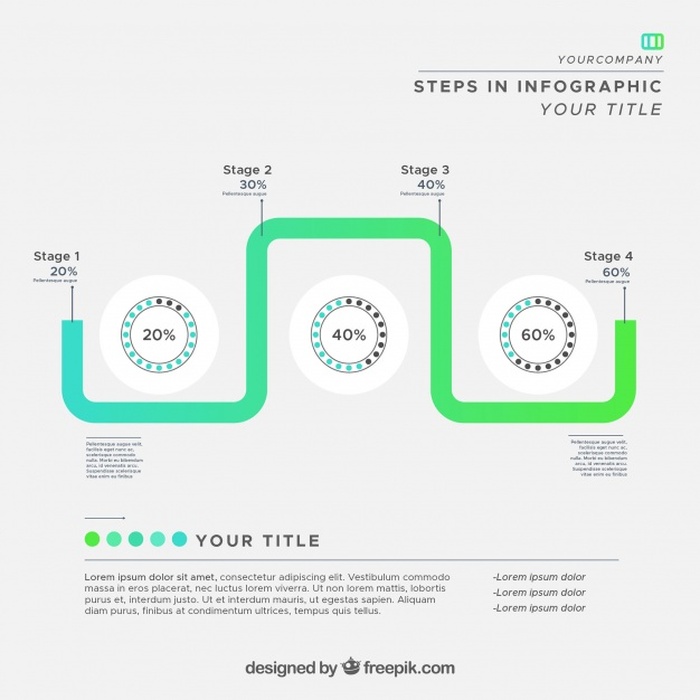 YOURCOMPANY
STEPS IN INFOGRAPHIC
YOUR TITLE
Stage 2
30%
Pellentesque augue
Stage 3
40%
Pellentesque augue
Stage 1
20%
Pellentesque augue
Stage 4
60%
Pellentesque augue
20%
40%
60%
Pellentesque augue velit,
eget nunc ac,
scelerisque commodo
nulla. Morbi eu bibendum
arcu, id venenatis arcu.
Suspendisse scelerisque
vitae enim eu finibus
Pellentesque augue velit,
eget nunc ac,
scelerisque commodo
nulla. Morbi eu bibendum
arcu, id venenatis arcu.
Suspendisse scelerisque
vitae enim eu finibus
YOUR TITLE
Lorem ipsum dolor sit amet, consectetur adipiscing elit. Vestibulum commodo
massa in eros placerat, nec luctus lorem viverra. Ut non lorem mattis, lobortis
purus et, interdum justo. Ut et interdum mauris, ut egestas sapien. Aliquam
diam purus, finibus at condimentum ultrices, tempus quis tellus.
-Lorem ipsum dolor
-Lorem ipsum dolor
-Lorem ipsum dolor
designed by freepik.com